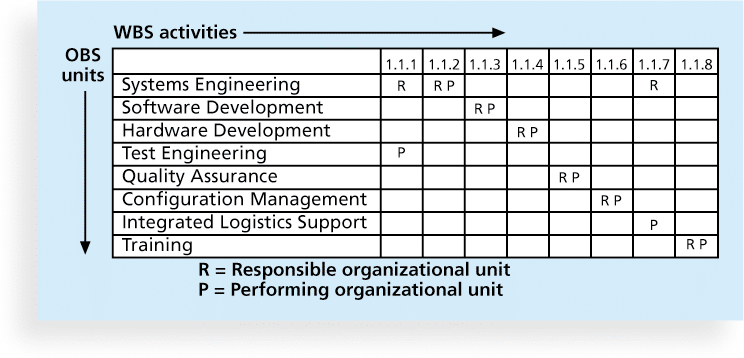 WBS activities
OBS units
1.1.1 1.1.2 1.1.3 1.1.4 1.1.5 1.1.6 1.1.7 1.1.8
Systems Engineering R R P R
Software Development R P
Hardware Development R P
Test Engineering P
Quality Assurance R P
Configuration Management R P
Integrated Logistics Support P
Training R P
R = Responsible organizational unit
P = Performing organizational unit